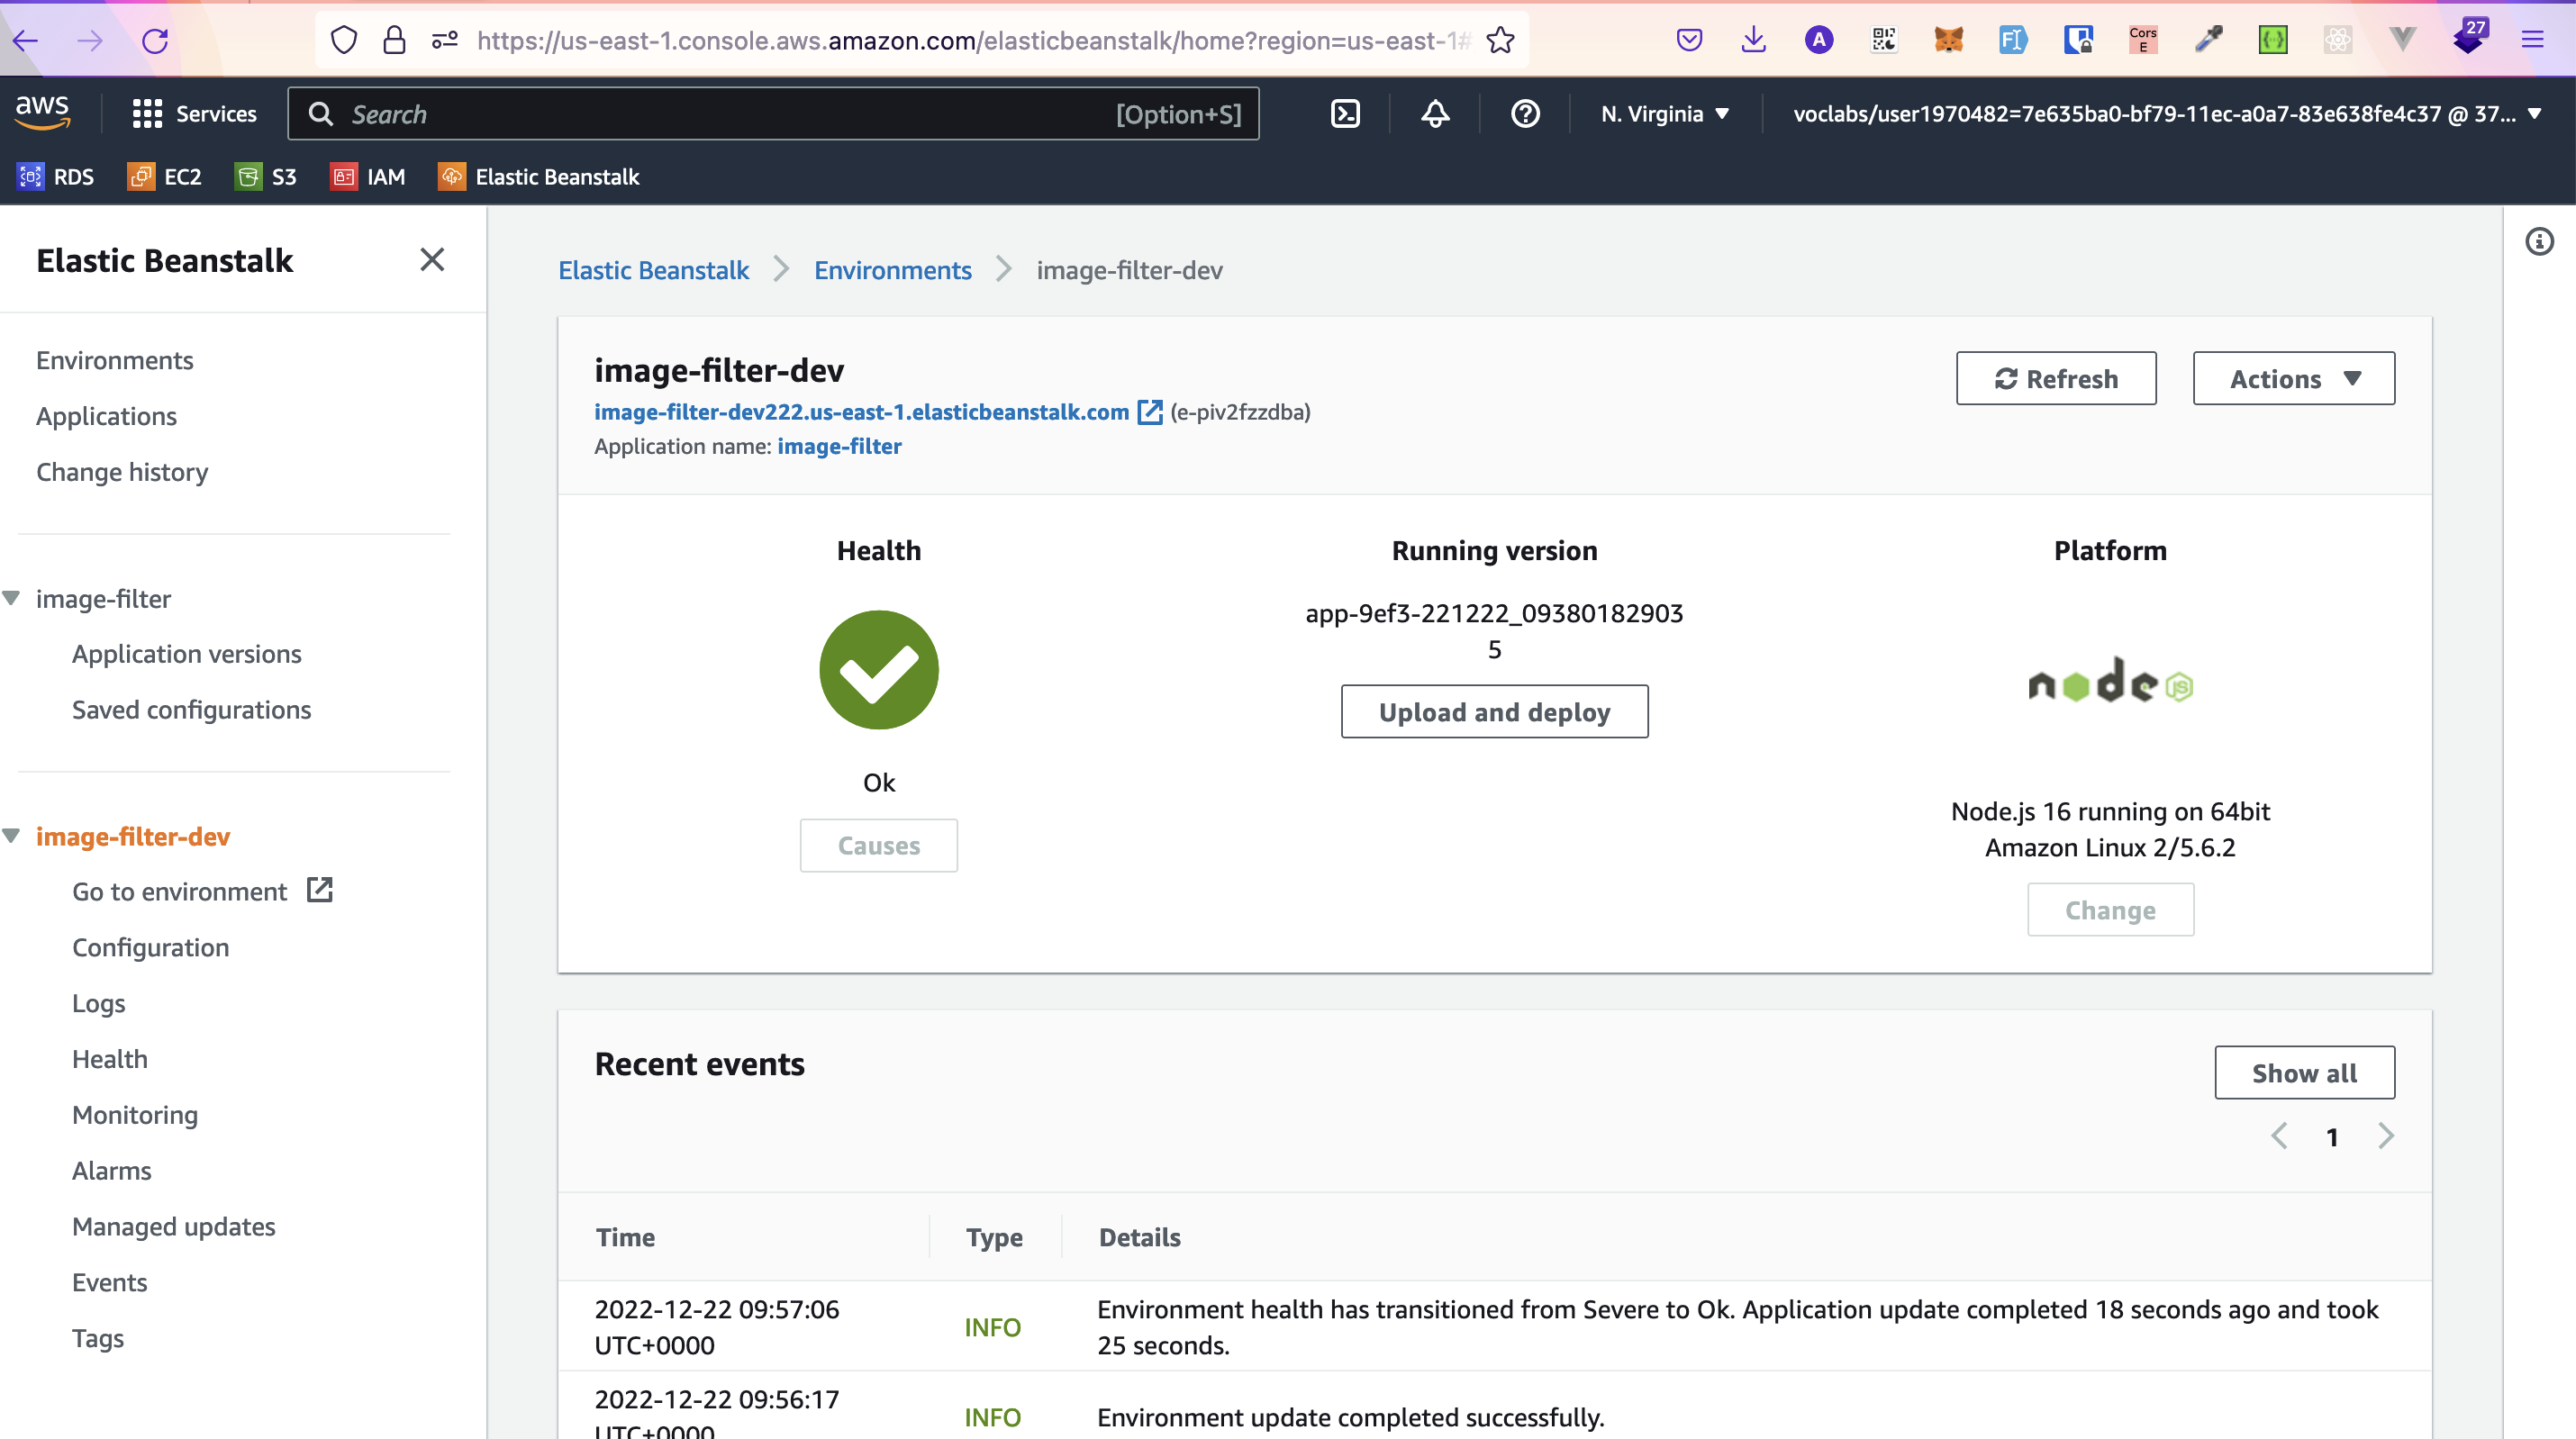 https://us-east-1.console.aws.amazon.com/elasticbeanstalk/home?region=us-east-1#
A
FI
Cors
E
27
aws
Services
Search
[Option+S]
N. Virginia
voclabs/user1970482=7e635ba0-bf79-11ec-a0a7-83e638fe4c37 @ 37...
RDS
EC2
S3
IAM
Elastic Beanstalk
Elastic Beanstalk
Environments
Applications
Change history
image-filter
Application versions
Saved configurations
image-filter-dev
Go to environment
Configuration
Logs
Health
Monitoring
Alarms
Managed updates
Events
Tags
Elastic Beanstalk
Environments
image-filter-dev
image-filter-dev
image-filter-dev222.us-east-1.elasticbeanstalk.com (e-piv2fzzdba)
Application name: image-filter
Refresh
Actions
Health
Ok
Causes
Running version
app-9ef3-221222_09380182903
5
Upload and deploy
Platform
node
JS
Node.js 16 running on 64bit
Amazon Linux 2/5.6.2
Change
Recent events
Show all
1
Time
Type
Details
2022-12-22 09:57:06
UTC+0000
INFO
Environment health has transitioned from Severe to Ok. Application update completed 18 seconds ago and took
25 seconds.
2022-12-22 09:56:17
UTC+0000
INFO
Environment update completed successfully.